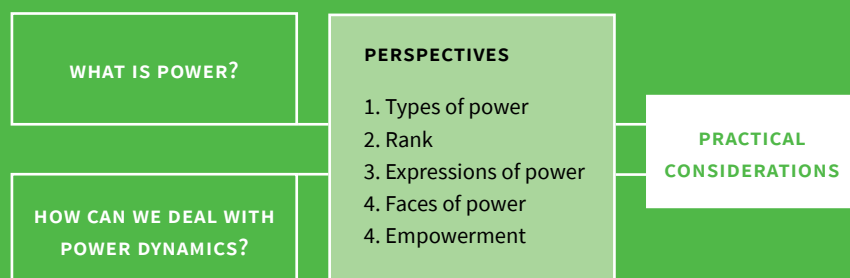 WHAT IS POWER?
HOW CAN WE DEAL WITH
POWER DYNAMICS?
PERSPECTIVES
1. Types of power
2. Rank
3. Expressions of power
4. Faces of power
4. Empowerment
PRACTICAL
CONSIDERATIONS